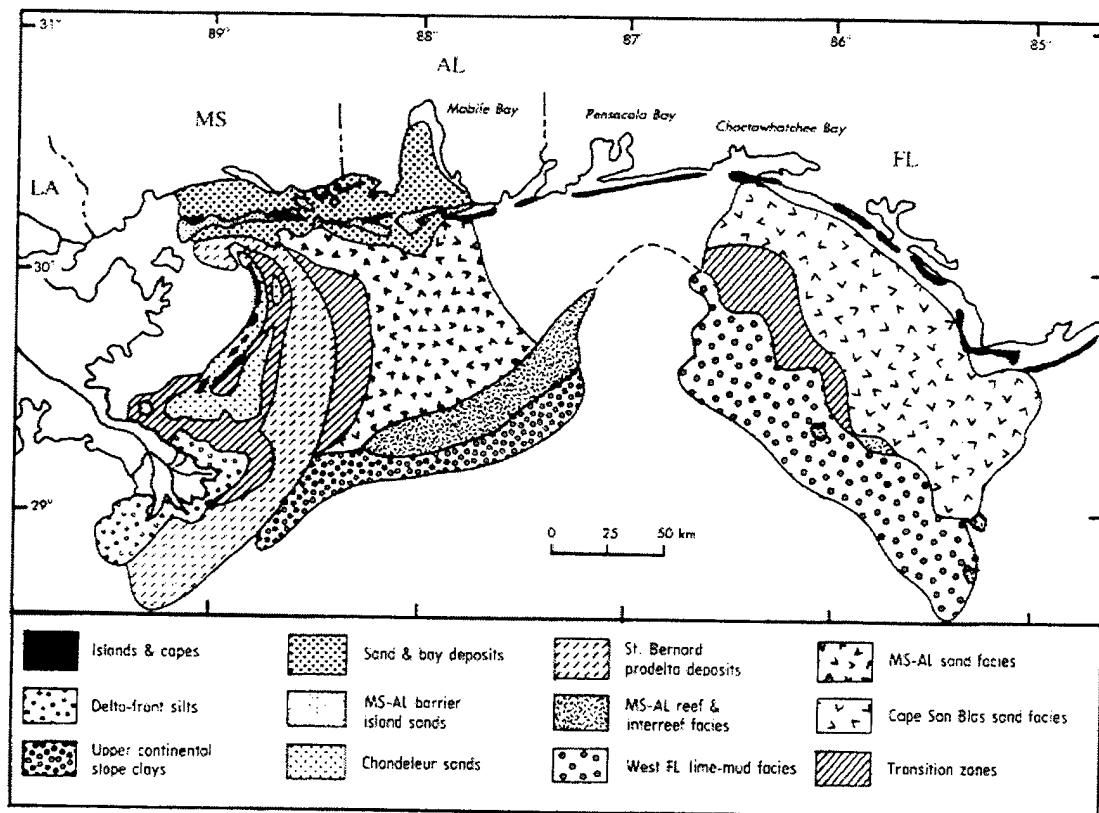 31°
89°
88°
87°
86°
85°
AL
Mobile Bay
Pensacola Bay
Choctawhatchee Bay
MS
FL
LA
30°
29°
0 25 50 km
Islands & capes
Sand & bay deposits
St. Bernard
prodelta deposits
MS-AL sand facies
Delta-front silts
MS-AL barrier
island sands
MS-AL reef &
interreef facies
Cape San Blas sand facies
Upper continental
slope clays
Chandeleur sands
West FL lime-mud facies
Transition zones